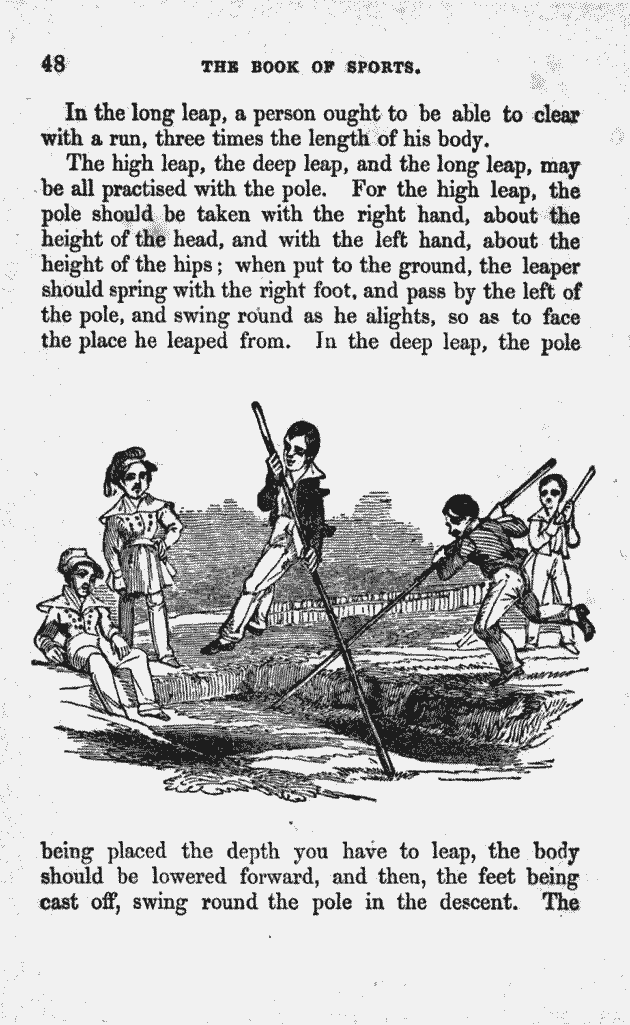 48 THE BOOK OF SPORTS.
In the long leap, a person ought to be able to clear
with a run, three times the length of his body.
The high leap, the deep leap, and the long leap, may
be all practised with the pole. For the high leap, the
pole should be taken with the right hand, about the
height of the head, and with the left hand, about the
height of the hips; when put to the ground, the leaper
should spring with the right foot, and pass by the left of
the pole, and swing round as he alights, so as to face
the place he leaped from. In the deep leap, the pole
being placed the depth you have to leap, the body
should be lowered forward, and then, the feet being
cast off, swing round the pole in the descent. The